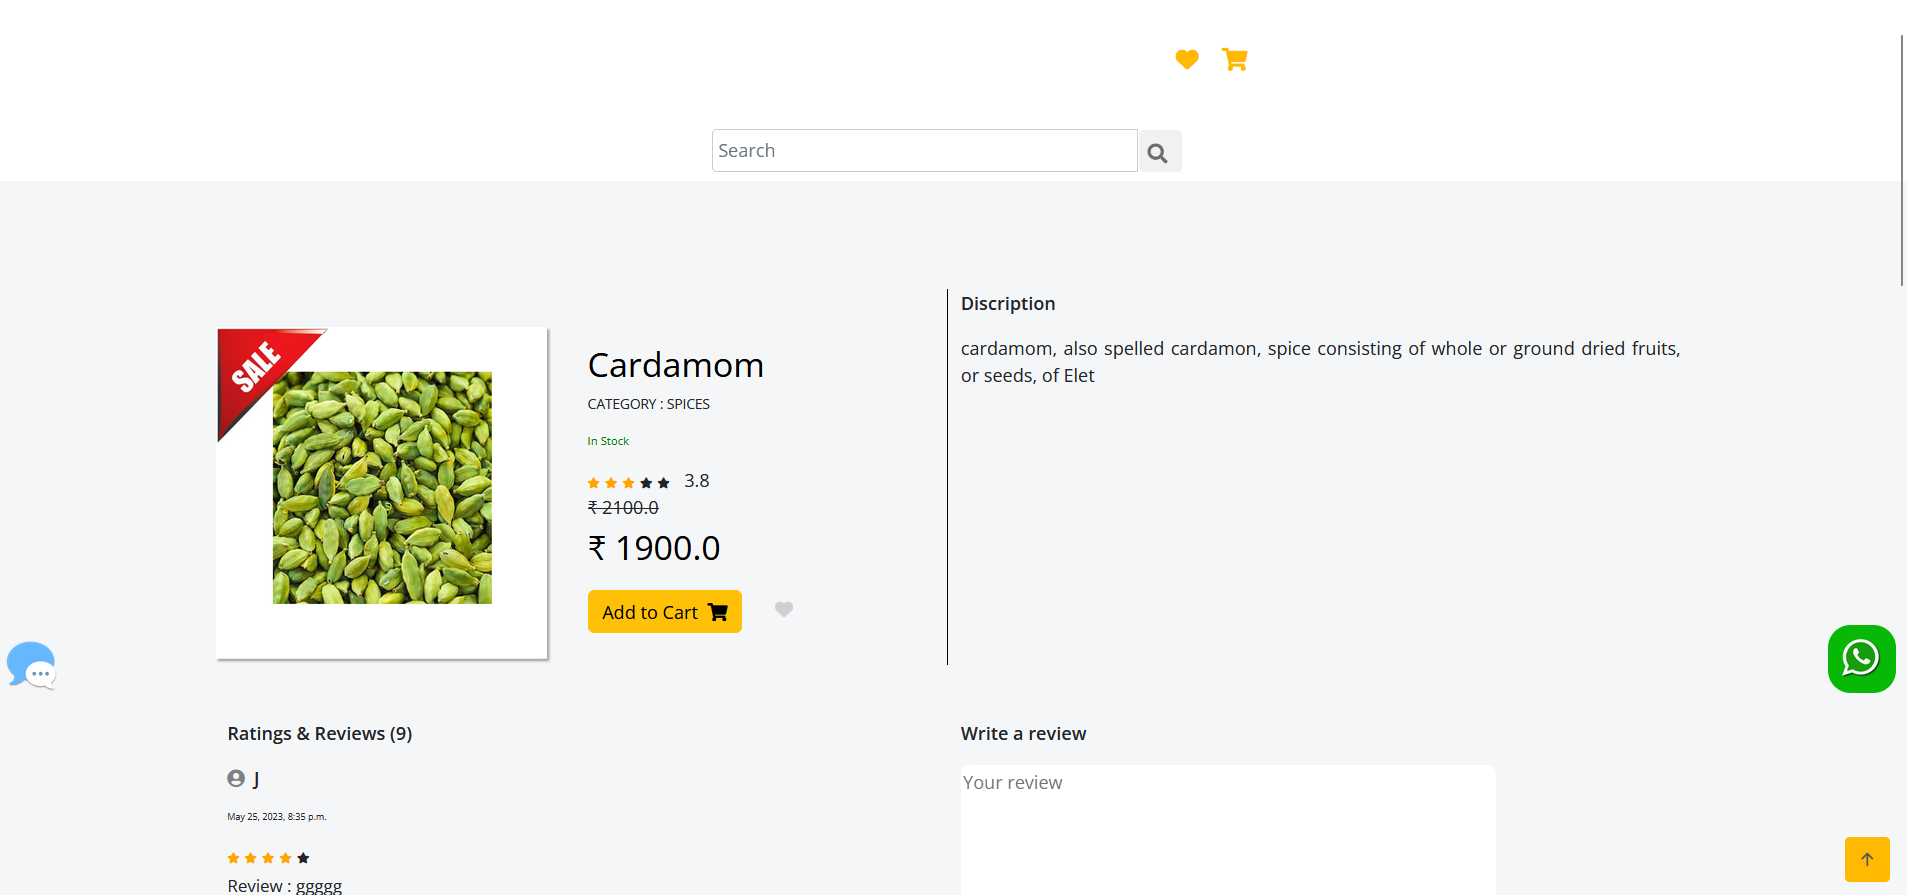 Search
SALE
Cardamom
CATEGORY : SPICES
In Stock
3.8
₹ 2100.0
₹ 1900.0
Add to Cart
Discription
cardamom, also spelled cardamon, spice consisting of whole or ground dried fruits,
or seeds, of Elet
Ratings & Reviews (9)
J
May 25, 2023, 8:35 p.m.
Review : ggggg
Write a review
Your review